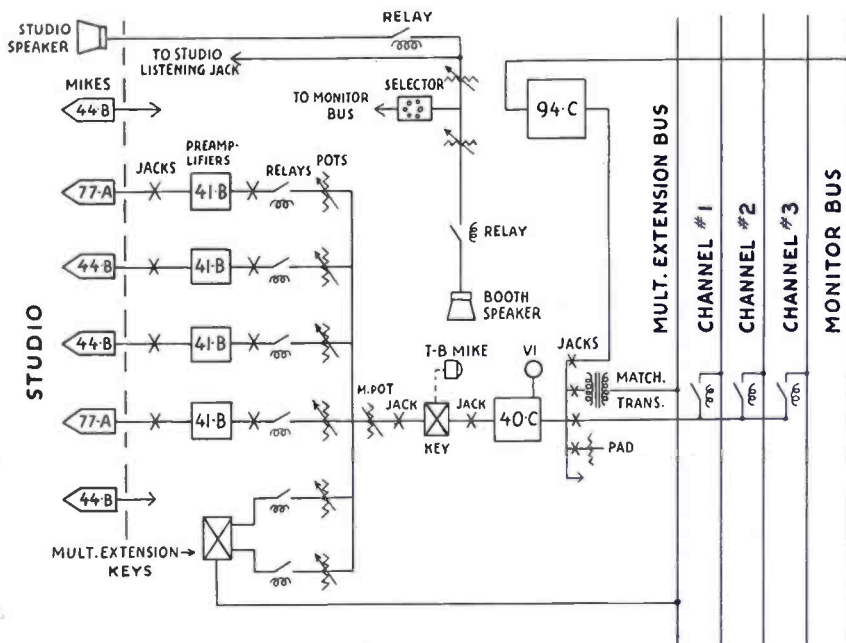 STUDIO
SPEAKER
RELAY
TO STUDIO
LISTENING JACK
MIKES
TO MONITOR
BUS
SELECTOR
94-C
44-B
JACKS
PREAMP-
LIFIERS
RELAYS
POTS
77-A
41-B
RELAY
44-B
41-B
BOOTH
SPEAKER
44-B
41-B
T-B MIKE
VI
JACKS
MATCH.
TRANS.
77-A
41-B
M.POT
JACK
KEY
JACK
40-C
PAD
44-B
MULT. EXTENSION
KEYS
STUDIO
MULT. EXTENSION BUS
CHANNEL #1
CHANNEL #2
CHANNEL #3
MONITOR BUS